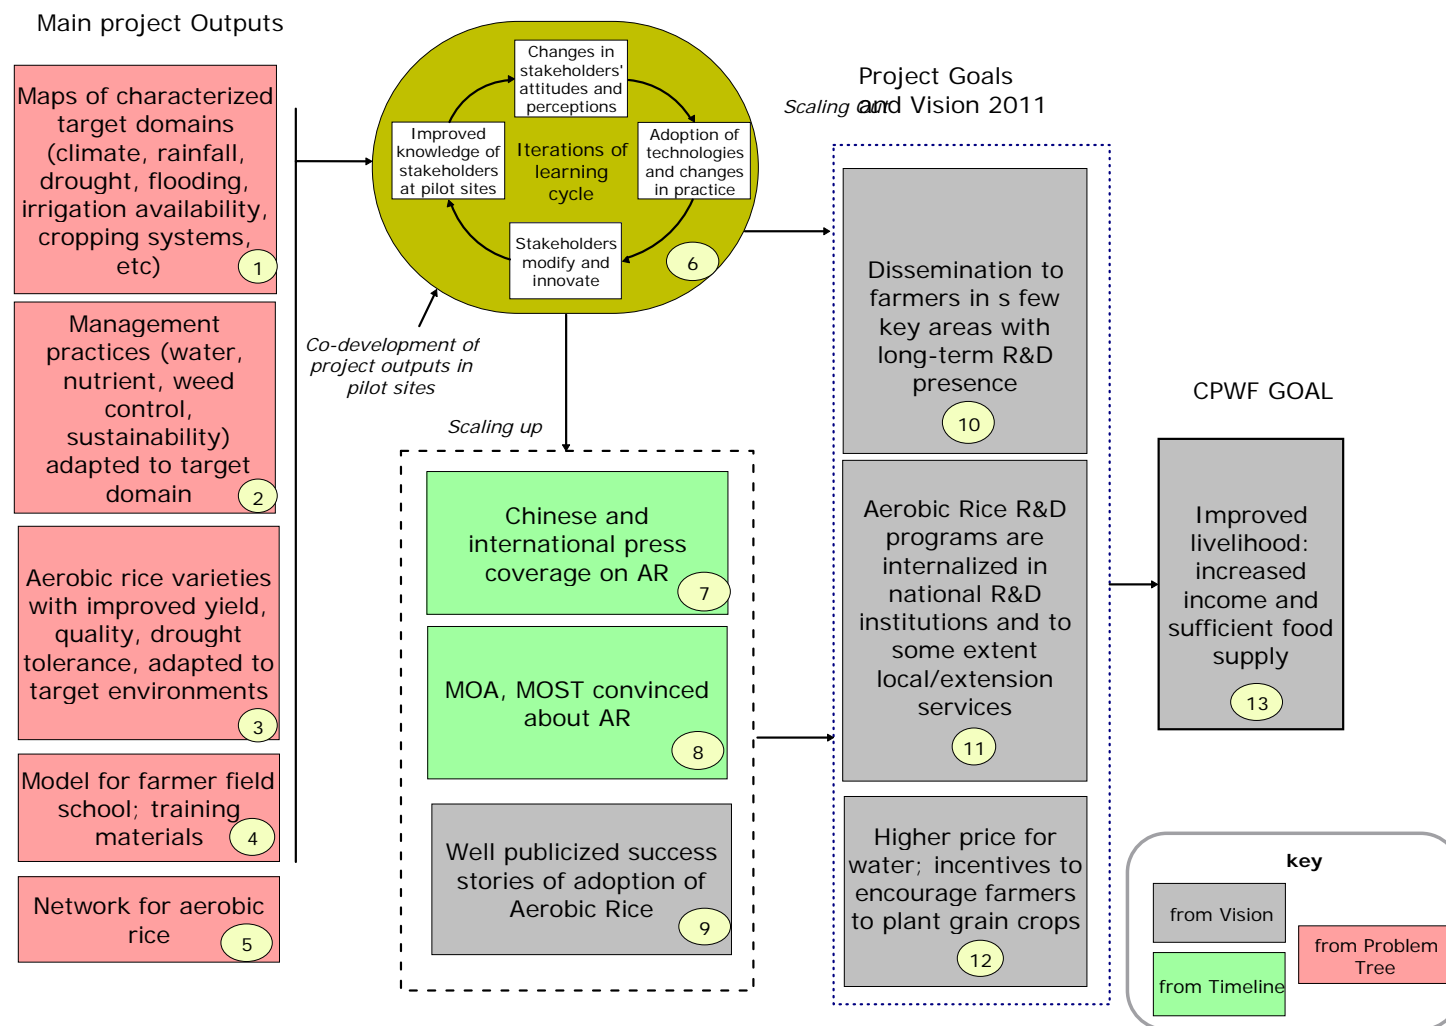 Main project Outputs
Maps of characterized
target domains
(climate, rainfall,
drought, flooding,
irrigation availability,
cropping systems,
etc)
1
Management
practices (water,
nutrient, weed
control,
sustainability)
adapted to target
domain
2
Aerobic rice varieties
with improved yield,
quality, drought
tolerance, adapted to
target environments
3
Model for farmer field
school; training
materials
4
Network for aerobic
rice
5
Changes in
stakeholders'
attitudes and
perceptions
Improved
knowledge of
stakeholders
at pilot sites
Iterations of
learning
cycle
Adoption of
technologies
and changes
in practice
Stakeholders
modify and
innovate
6
Co-development of
project outputs in
pilot sites
Scaling up
Chinese and
international press
coverage on AR
7
MOA, MOST convinced
about AR
8
Well publicized success
stories of adoption of
Aerobic Rice
9
Scaling Out
Project Goals
and Vision 2011
Dissemination to
farmers in s few
key areas with
long-term R&D
presence
10
Aerobic Rice R&D
programs are
internalized in
national R&D
institutions and to
some extent
local/extension
services
11
Higher price for
water; incentives to
encourage farmers
to plant grain crops
12
CPWF GOAL
Improved
livelihood:
increased
income and
sufficient food
supply
13
key
from Vision
from Timeline
from Problem
Tree